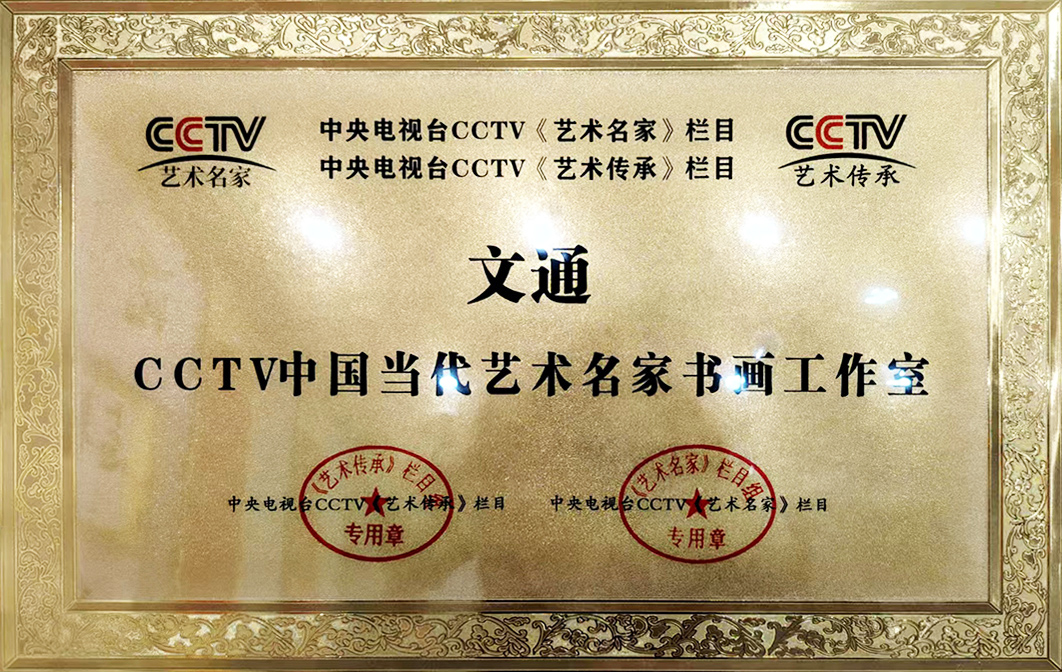 CCTV
艺术名家
中央电视台CCTV《艺术名家》栏目
中央电视台CCTV《艺术传承》栏目
CCTV
艺术传承
文通
CCTV中国当代艺术名家书画工作室
《艺术传承》栏目组
中央电视台CCTV《艺术传承》栏目
专用章
《艺术名家》栏目组
中央电视台CCTV《艺术名家》栏目
专用章